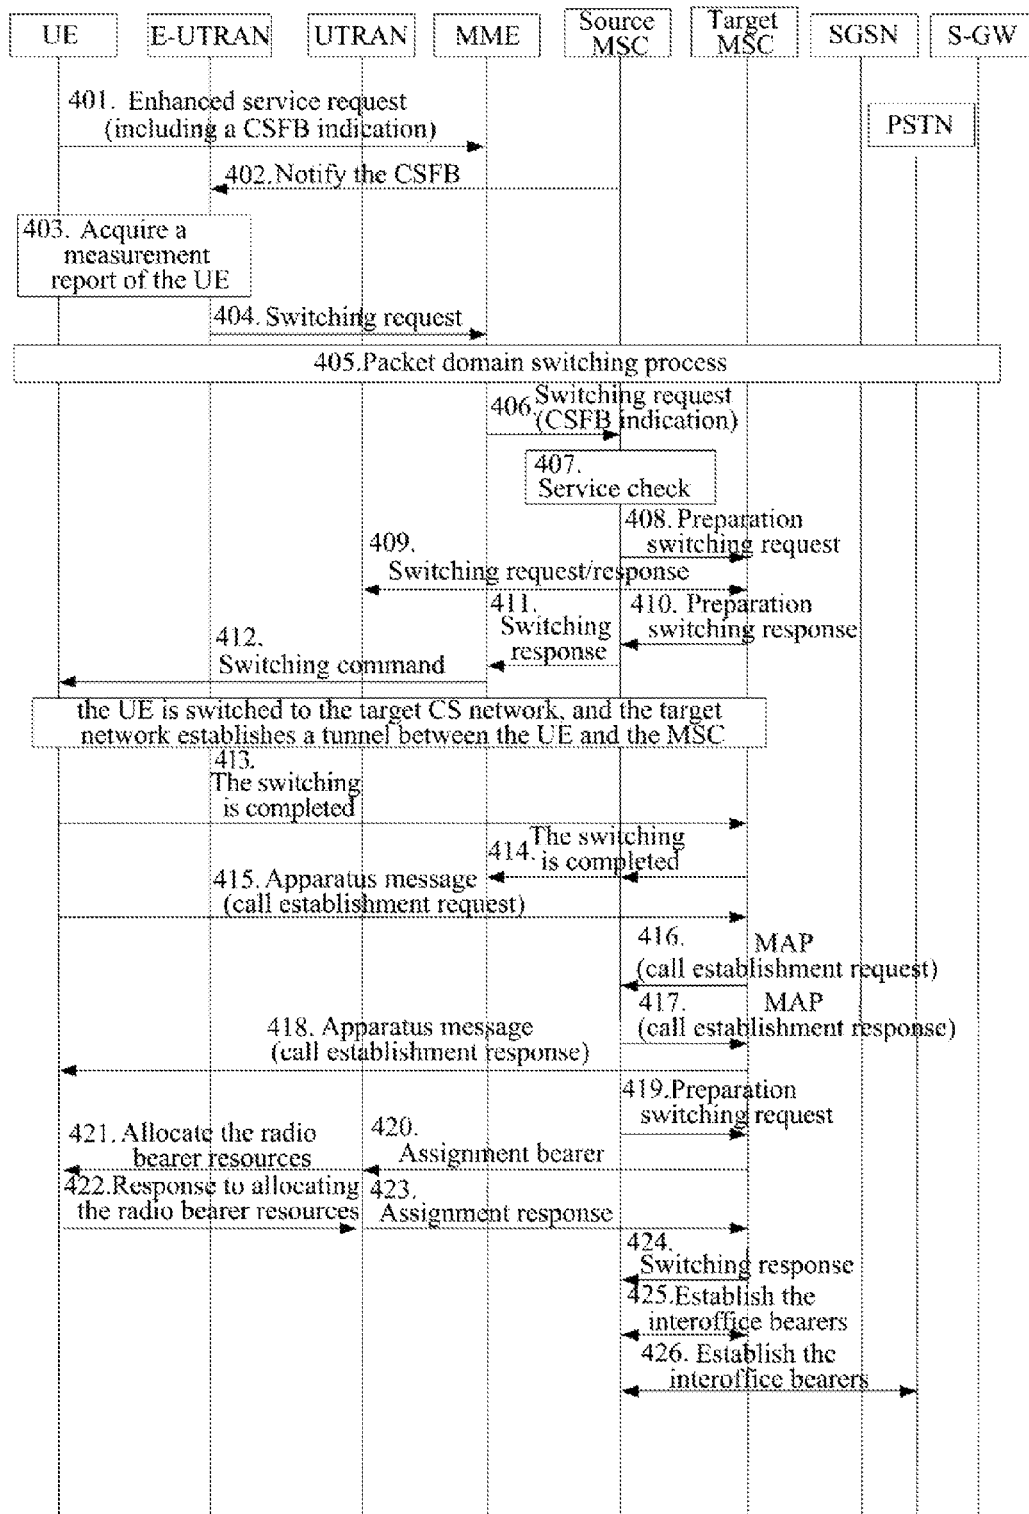 UE
E-UTRAN
UTRAN
MME
Source
MSC
Target
MSC
SGSN
S-GW
PSTN
401. Enhanced service request
(including a CSFB indication)
402.Notify the CSFB
403. Acquire a
measurement
report of the UE
404. Switching request
405.Packet domain switching process
406.
Switching request
(CSFB indication)
407.
Service check
408. Preparation
switching request
409.
Switching request/response
410. Preparation
switching response
411.
Switching
response
412.
Switching command
the UE is switched to the target CS network, and the target
network establishes a tunnel between the UE and the MSC
413.
The switching
is completed
414.
The switching
is completed
415. Apparatus message
(call establishment request)
416.
MAP
(call establishment request)
417.
MAP
(call establishment response)
418. Apparatus message
(call establishment response)
419.Preparation
switching request
420.
Assignment bearer
421. Allocate the radio
bearer resources
422.Response to allocating
the radio bearer resources
423.
Assignment response
424.
Switching response
425.Establish the
interoffice bearers
426. Establish the
interoffice bearers